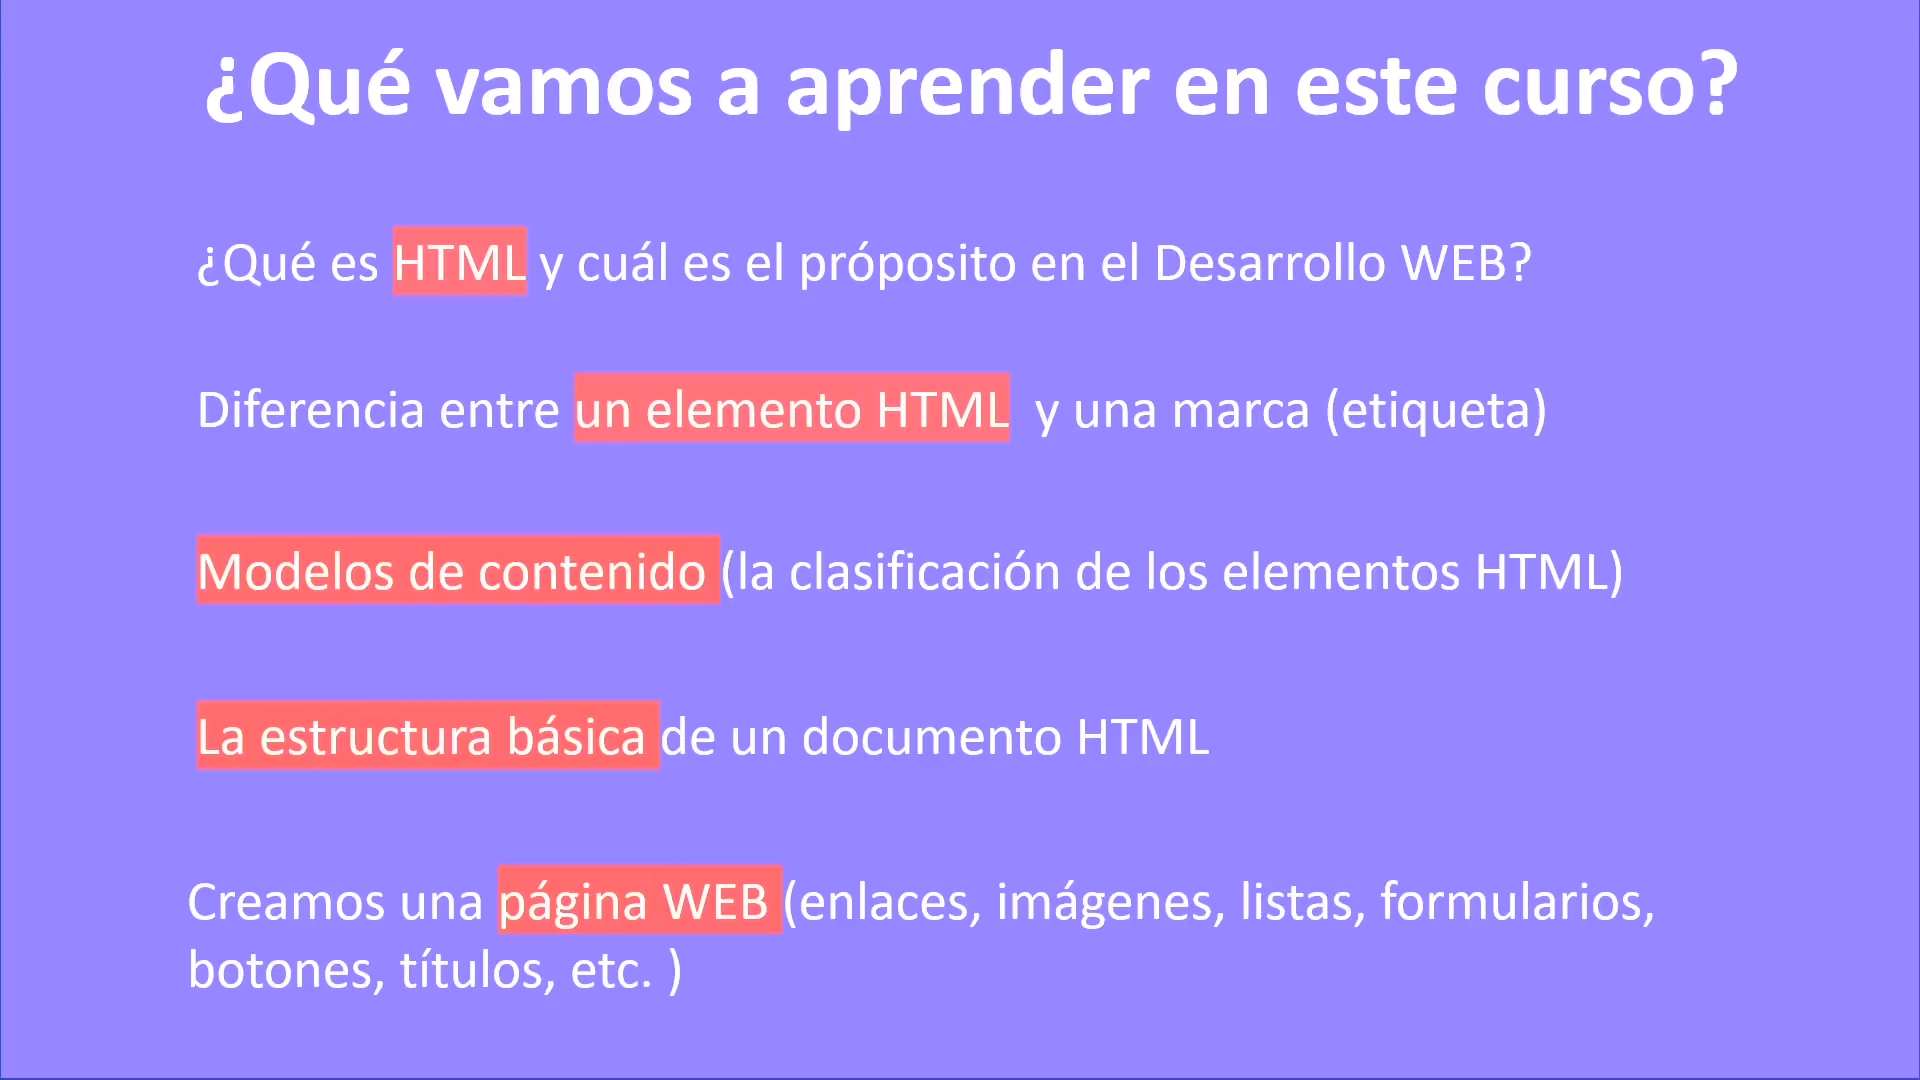 ¿Qué vamos a aprender en este curso?
¿Qué es HTML y cuál es el próposito en el Desarrollo WEB?
Diferencia entre un elemento HTML y una marca (etiqueta)
Modelos de contenido (la clasificación de los elementos HTML)
La estructura básica de un documento HTML
Creamos una página WEB (enlaces, imágenes, listas, formularios,
botones, títulos, etc. )